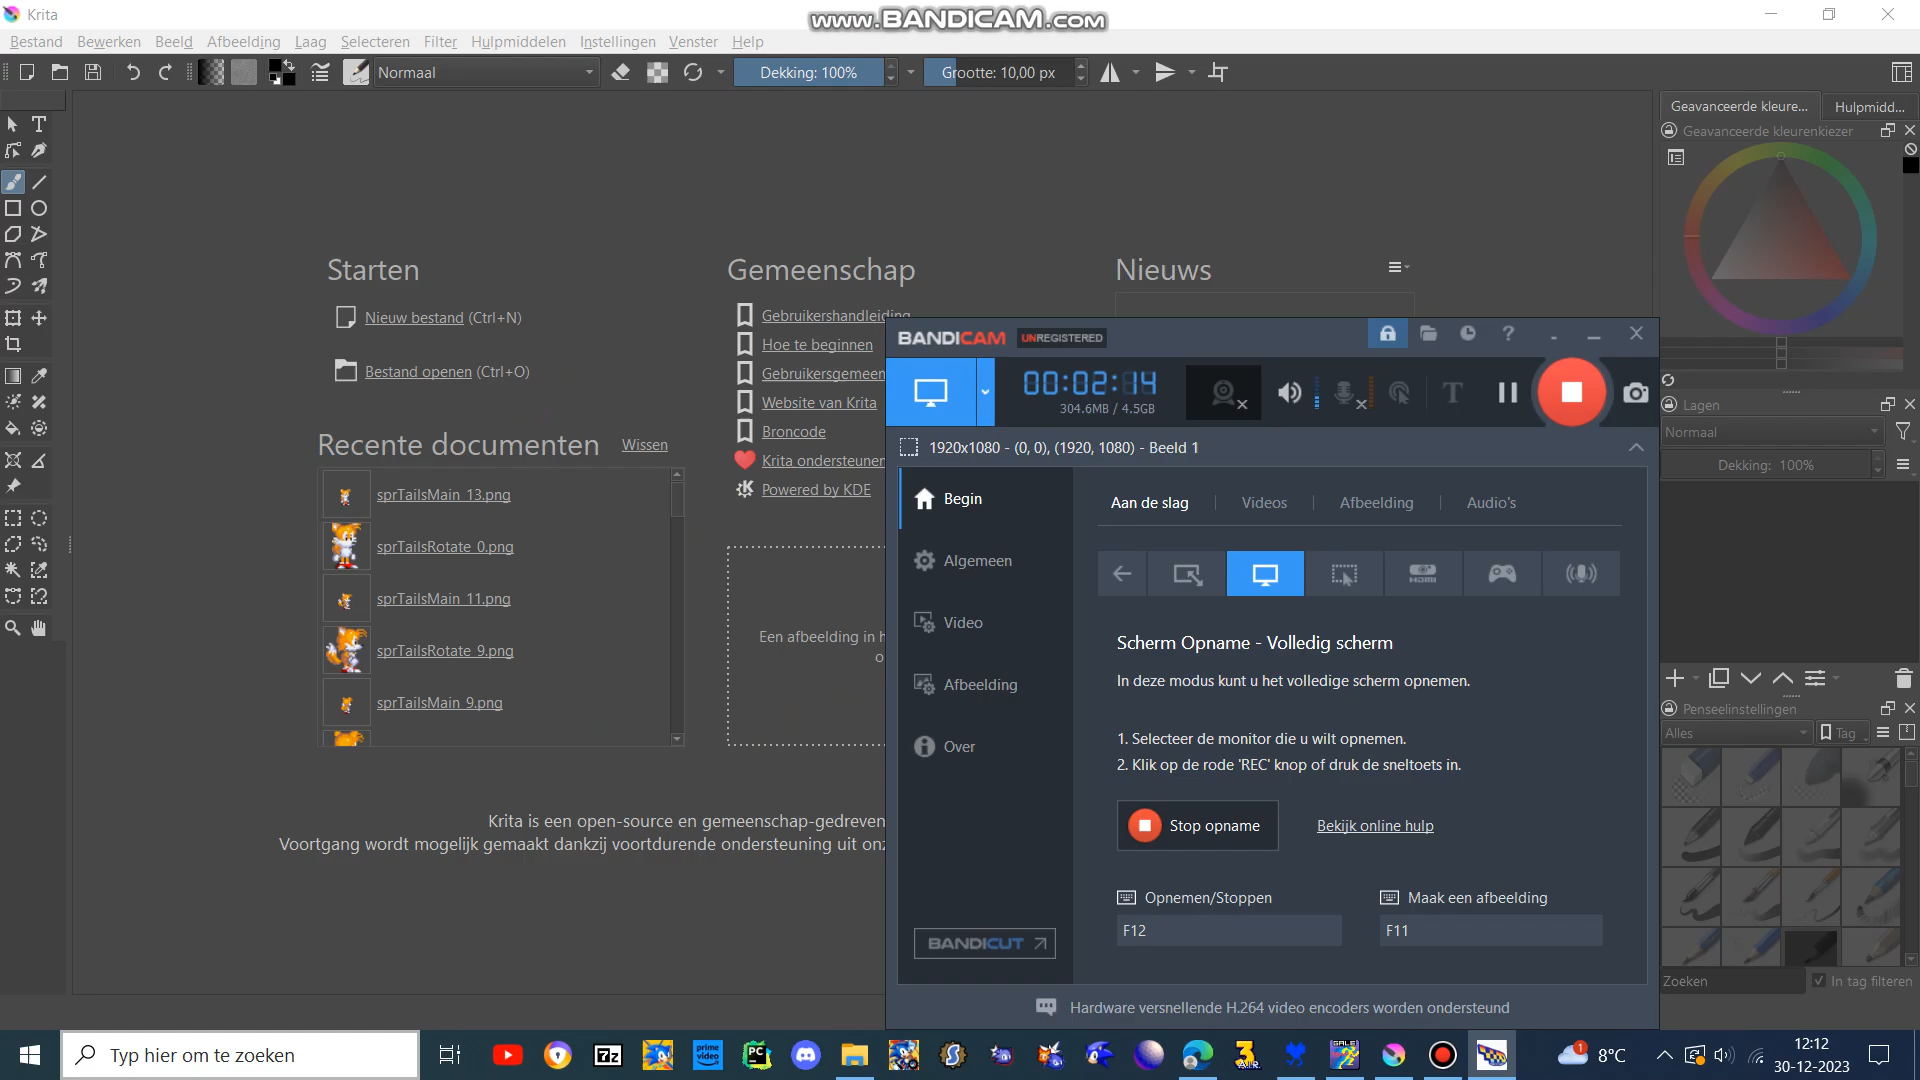 Krita
www.BANDICAM.com
Bestand Bewerken Beeld Afbeelding Laag Selecteren Filter Hulpmiddelen Instellingen Venster Help
Normaal
Dekking: 100%
Grootte: 10,00 px
Geavanceerde kleure...
Hulpmidd...
Geavanceerde kleurenkiezer
Starten
Nieuw bestand (Ctrl+N)
Bestand openen (Ctrl+O)
Recente documenten
Wissen
sprTailsMain_13.png
sprTailsRotate_0.png
sprTailsMain_11.png
sprTailsRotate_9.png
sprTailsMain_9.png
Gemeenschap
Gebruikershandleiding
Hoe te beginnen
Gebruikersgemeen
Website van Krita
Broncode
Krita ondersteunen
Powered by KDE
Een afbeelding in h
o
Nieuws
Krita is een open-source en gemeenschap-gedreven
Voortgang wordt mogelijk gemaakt dankzij voortdurende ondersteuning uit onz
BANDICAM UNREGISTERED
00:02:14
304.6MB / 4.5GB
1920x1080 - (0, 0), (1920, 1080) - Beeld 1
Begin
Algemeen
Video
Afbeelding
Over
BANDICUT
Aan de slag
Videos
Afbeelding
Audio's
HDMI
Scherm Opname - Volledig scherm
In deze modus kunt u het volledige scherm opnemen.
1. Selecteer de monitor die u wilt opnemen.
2. Klik op de rode 'REC' knop of druk de sneltoets in.
Stop opname
Bekijk online hulp
Opnemen/Stoppen
F12
Maak een afbeelding
F11
Hardware versnellende H.264 video encoders worden ondersteund
Lagen
Normaal
Dekking: 100%
Penseelinstellingen
Alles
Tag
Zoeken
In tag filteren
Typ hier om te zoeken
7z
prime video
PC
1
8°C
12:12
30-12-2023